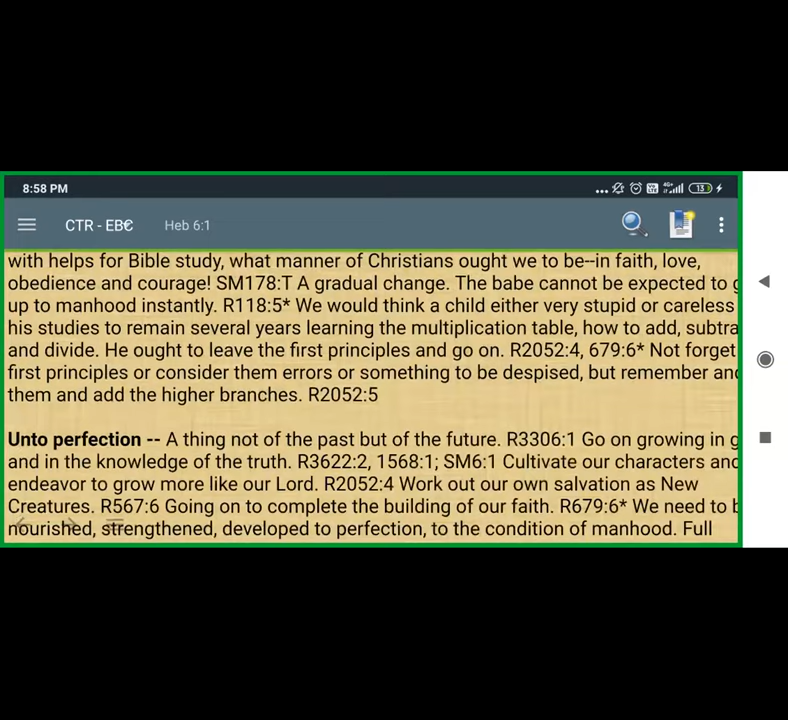 8:58 PM
13
CTR - EB€ Heb 6:1
with helps for Bible study, what manner of Christians ought we to be--in faith, love,
obedience and courage! SM178:T A gradual change. The babe cannot be expected to g
up to manhood instantly. R118:5* We would think a child either very stupid or careless
his studies to remain several years learning the multiplication table, how to add, subtra
and divide. He ought to leave the first principles and go on. R2052:4, 679:6* Not forget
first principles or consider them errors or something to be despised, but remember and
them and add the higher branches. R2052:5
Unto perfection -- A thing not of the past but of the future. R3306:1 Go on growing in g
and in the knowledge of the truth. R3622:2, 1568:1; SM6:1 Cultivate our characters and
endeavor to grow more like our Lord. R2052:4 Work out our own salvation as New
Creatures. R567:6 Going on to complete the building of our faith. R679:6* We need to b
nourished, strengthened, developed to perfection, to the condition of manhood. Full